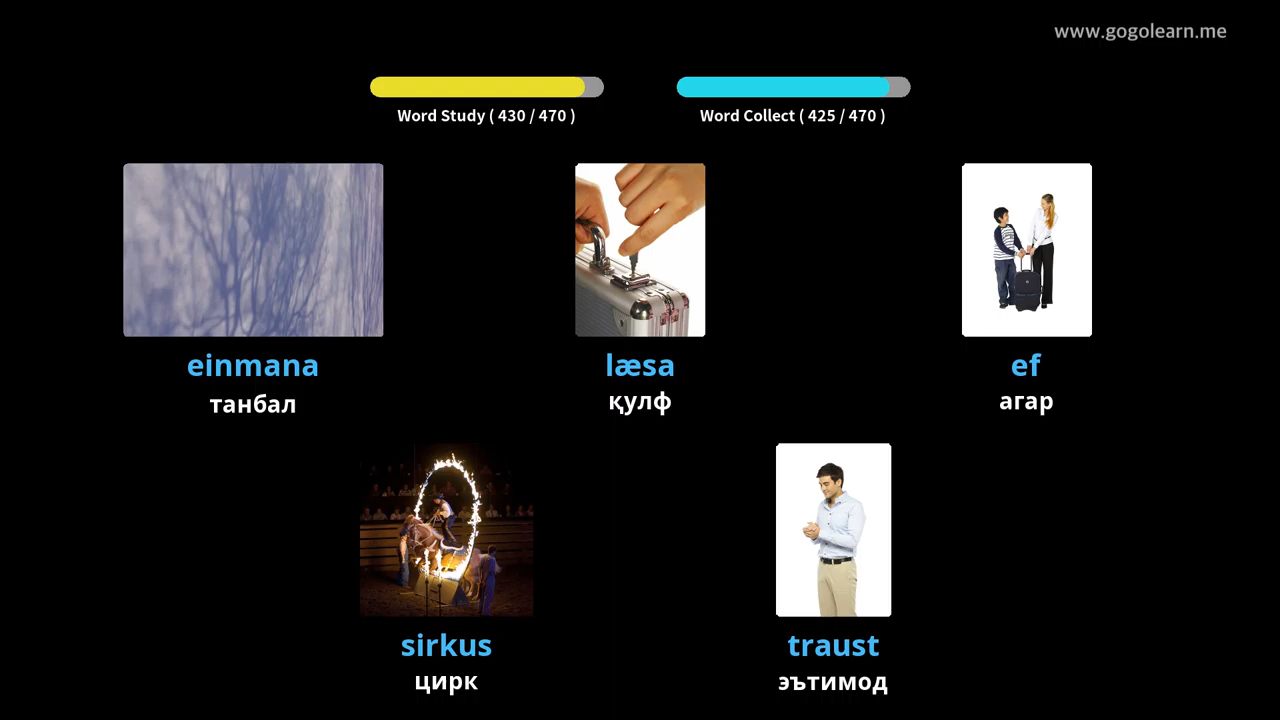 www.gogolearn.me
Word Study ( 430 / 470 )
Word Collect ( 425 / 470 )
einmana
танбал
læsa
қулф
ef
агар
sirkus
цирк
traust
эътимод